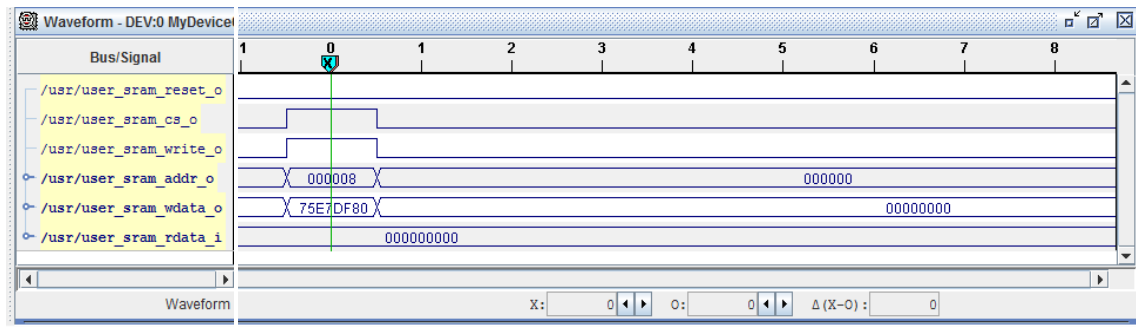 Waveform - DEV:0 MyDevice
Bus/Signal
1 0 1 2 3 4 5 6 7 8
X
/usr/user_sram_reset_o
/usr/user_sram_cs_o
/usr/user_sram_write_o
/usr/user_sram_addr_o 000008 000000
/usr/user_sram_wdata_o 75E7DF80 00000000
/usr/user_sram_rdata_i 000000000
Waveform X: 0 O: 0 Δ(X-O): 0